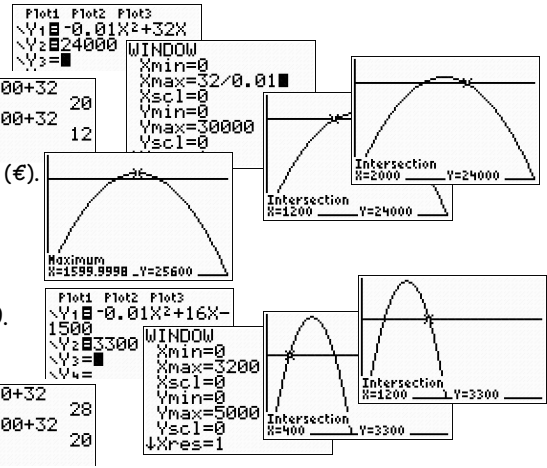 Plot1 Plot2 Plot3
\Y1=-0.01X²+32X
\Y2=24000
\Y3=
WINDOW
Xmin=0
Xmax=32/0.01
Xscl=0
Ymin=0
Ymax=30000
Yscl=0
00+32
20
00+32
12
Intersection
X=1200 Y=24000
Intersection
X=2000 Y=24000
(€).
Maximum
X=1599.9998 Y=25600
).
Plot1 Plot2 Plot3
\Y1=-0.01X²+16X-
1500
\Y2=3300
\Y3=
\Y4=
WINDOW
Xmin=0
Xmax=3200
Xscl=0
Ymin=0
Ymax=5000
Yscl=0
↓Xres=1
0+32
28
00+32
20
Intersection
X=400 Y=3300
Intersection
X=1200 Y=3300